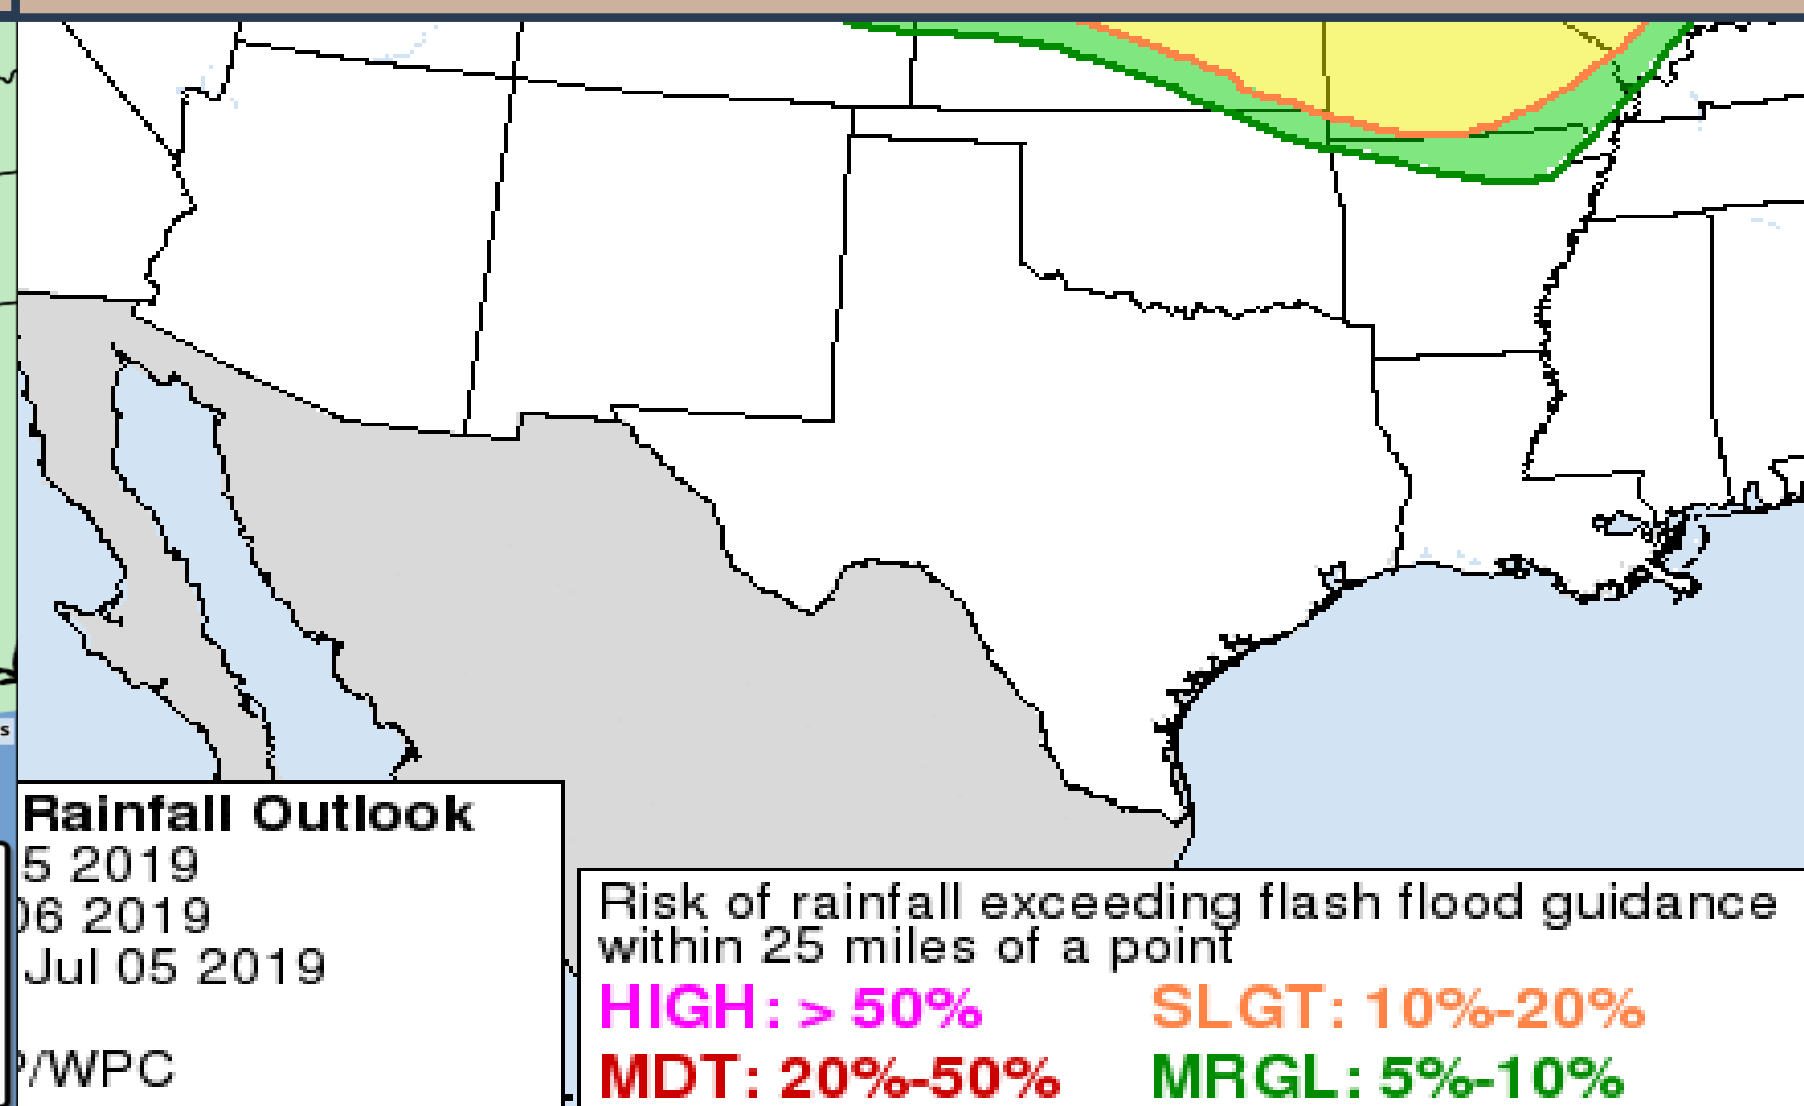 Rainfall Outlook
5 2019
06 2019
Jul 05 2019
/WPC
s
Risk of rainfall exceeding flash flood guidance
within 25 miles of a point
HIGH: > 50% SLGT: 10%-20%
MDT: 20%-50% MRGL: 5%-10%